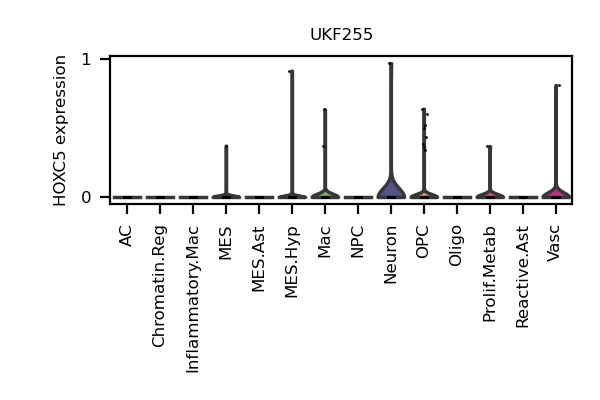 UKF255
HOXC5 expression
1
0
AC
Chromatin.Reg
Inflammatory.Mac
MES
MES.Ast
MES.Hyp
Mac
NPC
Neuron
OPC
Oligo
Prolif.Metab
Reactive.Ast
Vasc